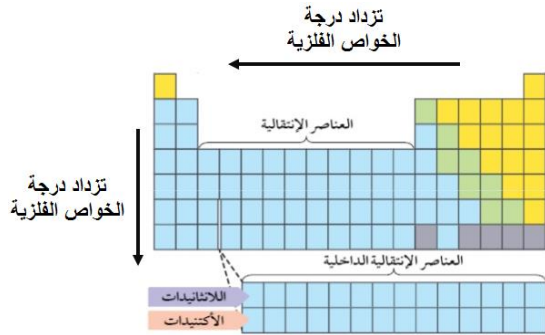 تزداد درجة
الخواص الفلزية
العناصر الإنتقالية
تزداد درجة
الخواص الفلزية
العناصر الإنتقالية الداخلية
اللانثانيدات
الأكتنيدات